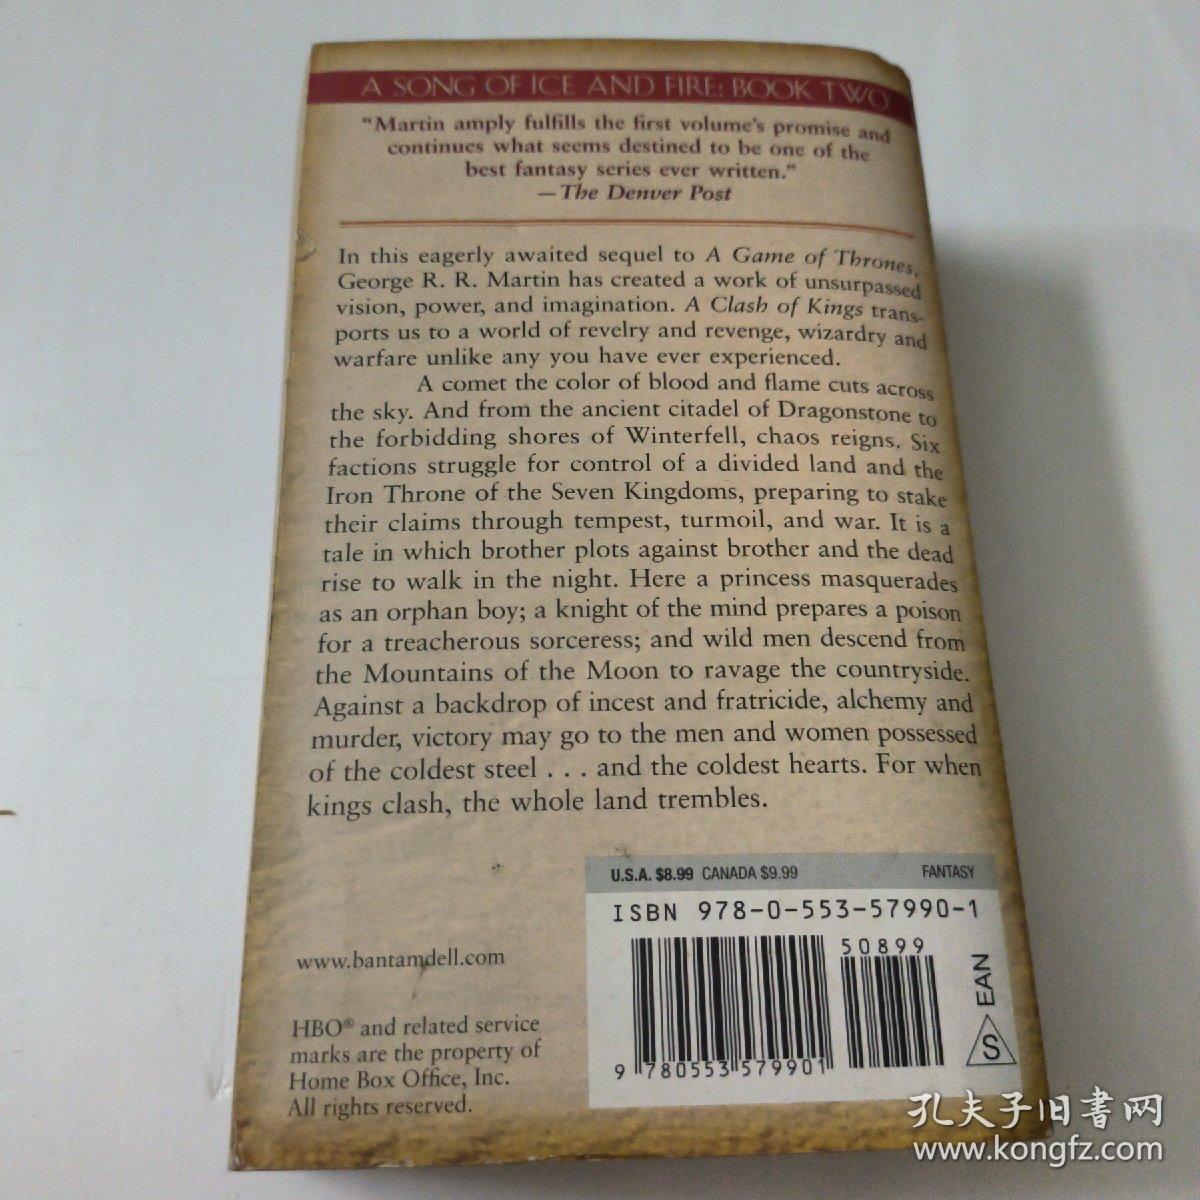 A SONG OF ICE AND FIRE: BOOK TWO
“Martin amply fulfills the first volume’s promise and
continues what seems destined to be one of the
best fantasy series ever written.”
—The Denver Post
In this eagerly awaited sequel to A Game of Thrones,
George R. R. Martin has created a work of unsurpassed
vision, power, and imagination. A Clash of Kings trans-
ports us to a world of revelry and revenge, wizardry and
warfare unlike any you have ever experienced.
A comet the color of blood and flame cuts across
the sky. And from the ancient citadel of Dragonstone to
the forbidding shores of Winterfell, chaos reigns. Six
factions struggle for control of a divided land and the
Iron Throne of the Seven Kingdoms, preparing to stake
their claims through tempest, turmoil, and war. It is a
tale in which brother plots against brother and the dead
rise to walk in the night. Here a princess masquerades
as an orphan boy; a knight of the mind prepares a poison
for a treacherous sorceress; and wild men descend from
the Mountains of the Moon to ravage the countryside.
Against a backdrop of incest and fratricide, alchemy and
murder, victory may go to the men and women possessed
of the coldest steel . . . and the coldest hearts. For when
kings clash, the whole land trembles.
U.S.A. $8.99 CANADA $9.99 FANTASY
ISBN 978-0-553-57990-1
50899
EAN
S
9 780553 579901
www.bantamdell.com
HBO® and related service
marks are the property of
Home Box Office, Inc.
All rights reserved.
孔夫子旧书网
www.kongfz.com